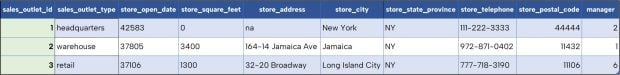 sales_outlet_id sales_outlet_type store_open_date store_square_feet store_address store_city store_state_province store_telephone store_postal_code manager
1 headquarters 42583 0 na New York NY 111-222-3333 44444 2
2 warehouse 37805 3400 164-14 Jamaica Ave Jamaica NY 972-871-0402 11432 1
3 retail 37106 1300 32-20 Broadway Long Island City NY 777-718-3190 11106 6